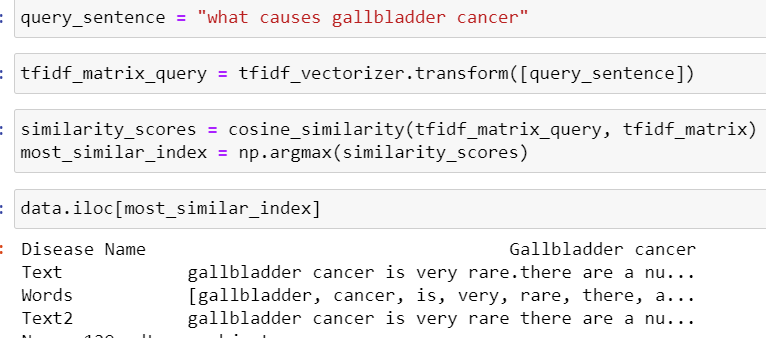 : query_sentence = "what causes gallbladder cancer"
: tfidf_matrix_query = tfidf_vectorizer.transform([query_sentence])
: similarity_scores = cosine_similarity(tfidf_matrix_query, tfidf_matrix)
most_similar_index = np.argmax(similarity_scores)
: data.iloc[most_similar_index]
: Disease Name Gallbladder cancer
Text gallbladder cancer is very rare.there are a nu...
Words [gallbladder, cancer, is, very, rare, there, a...
Text2 gallbladder cancer is very rare there are a nu...